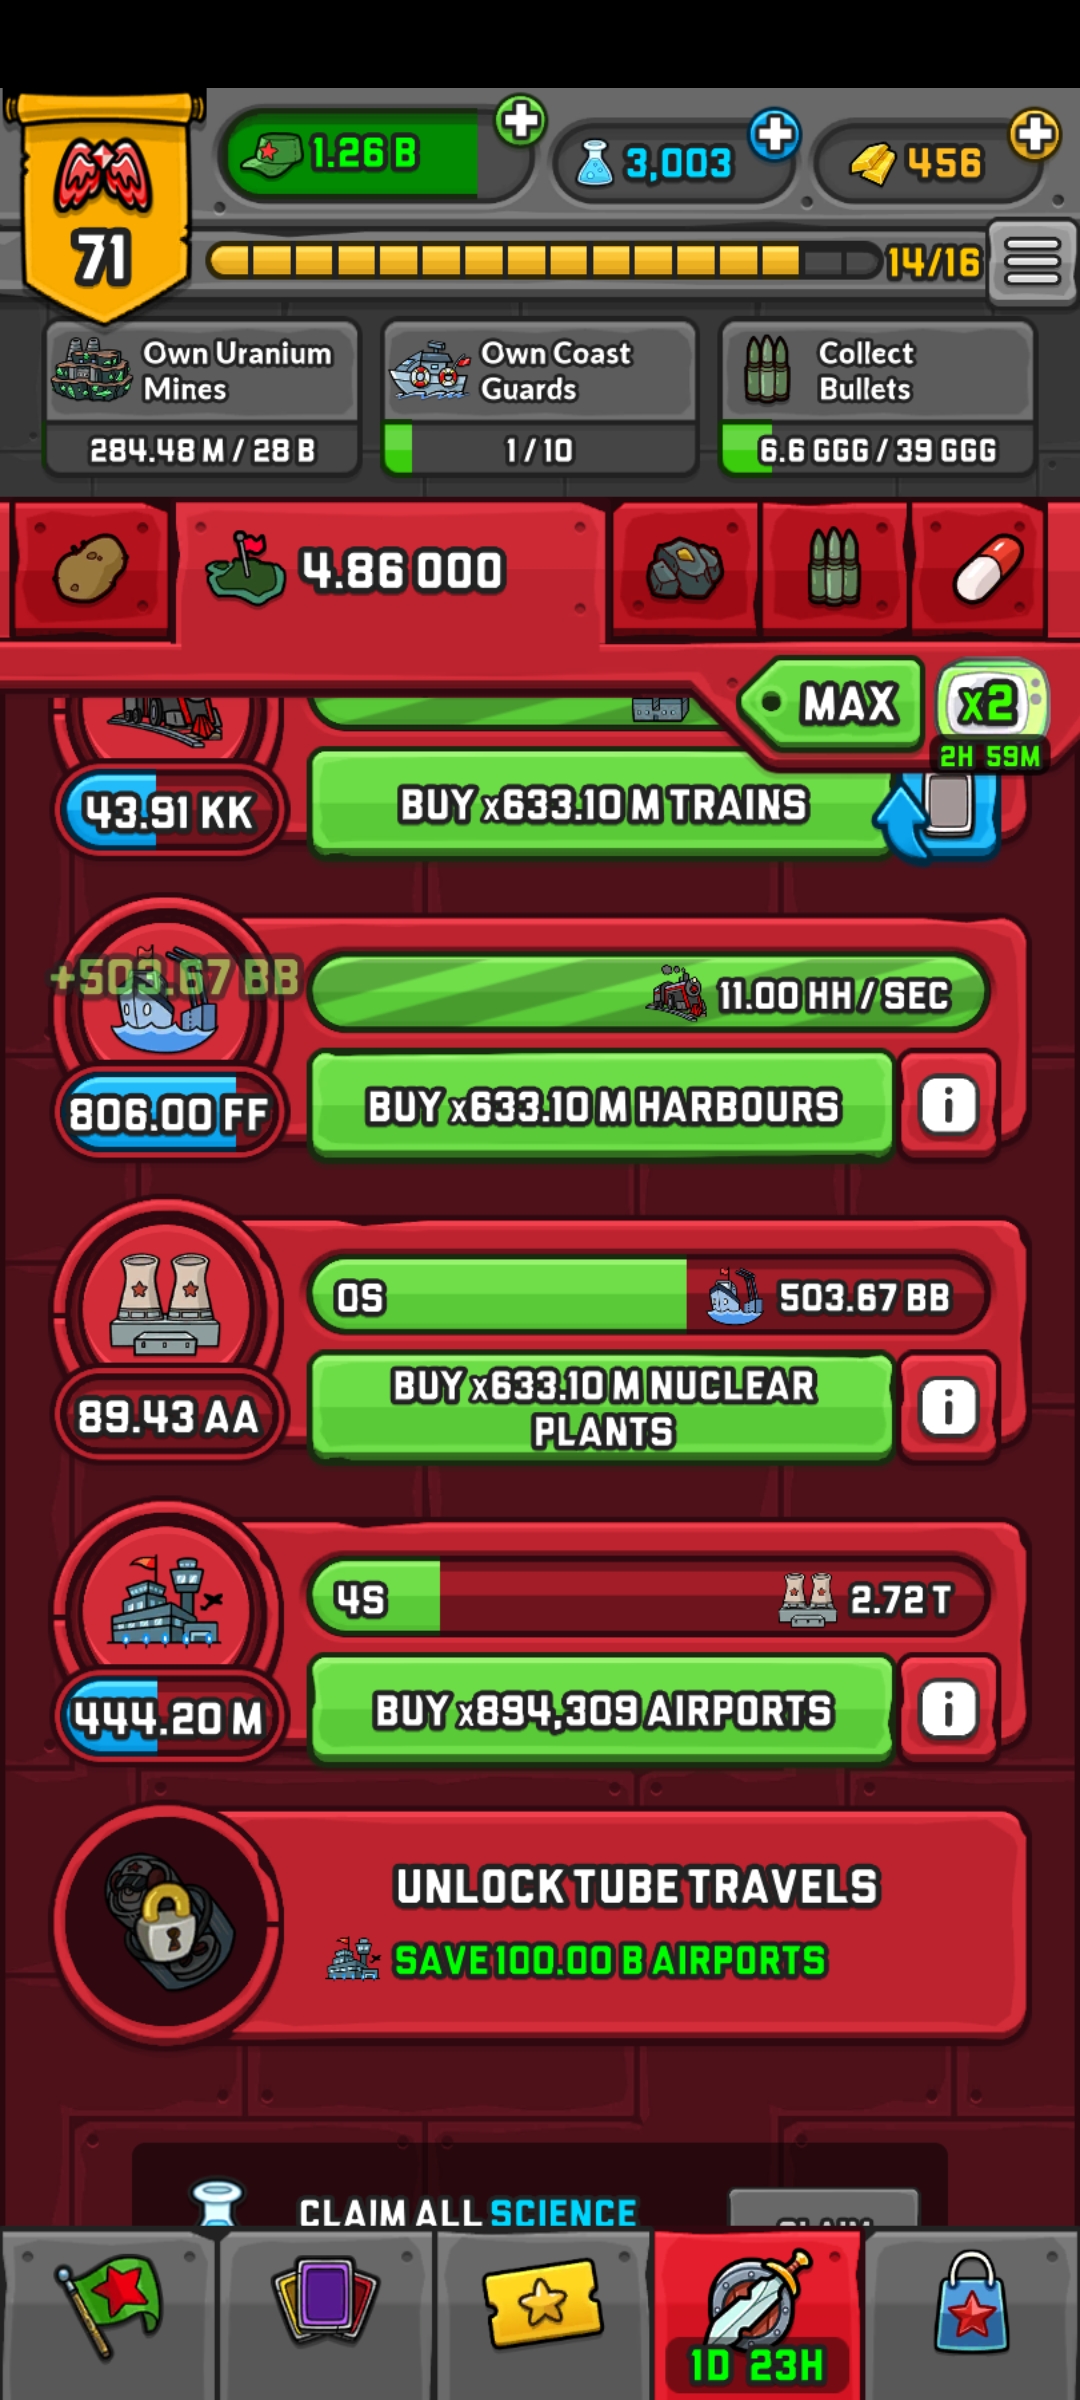 71
1.26 B
3,003
456
14/16
Own Uranium
Mines
284.48 M / 28 B
Own Coast
Guards
1 / 10
Collect
Bullets
6.6 GGG / 39 GGG
4.86 OOO
MAX
x2
2H 59M
43.91 KK
BUY x633.10 M TRAINS
+503.67 BB
11.00 HH / SEC
806.00 FF
BUY x633.10 M HARBOURS
i
0S
503.67 BB
89.43 AA
BUY x633.10 M NUCLEAR
PLANTS
i
4S
2.72 T
444.20 M
BUY x894,309 AIRPORTS
i
UNLOCK TUBE TRAVELS
SAVE 100.00 B AIRPORTS
CLAIM ALL SCIENCE
CLAIM
1D 23H